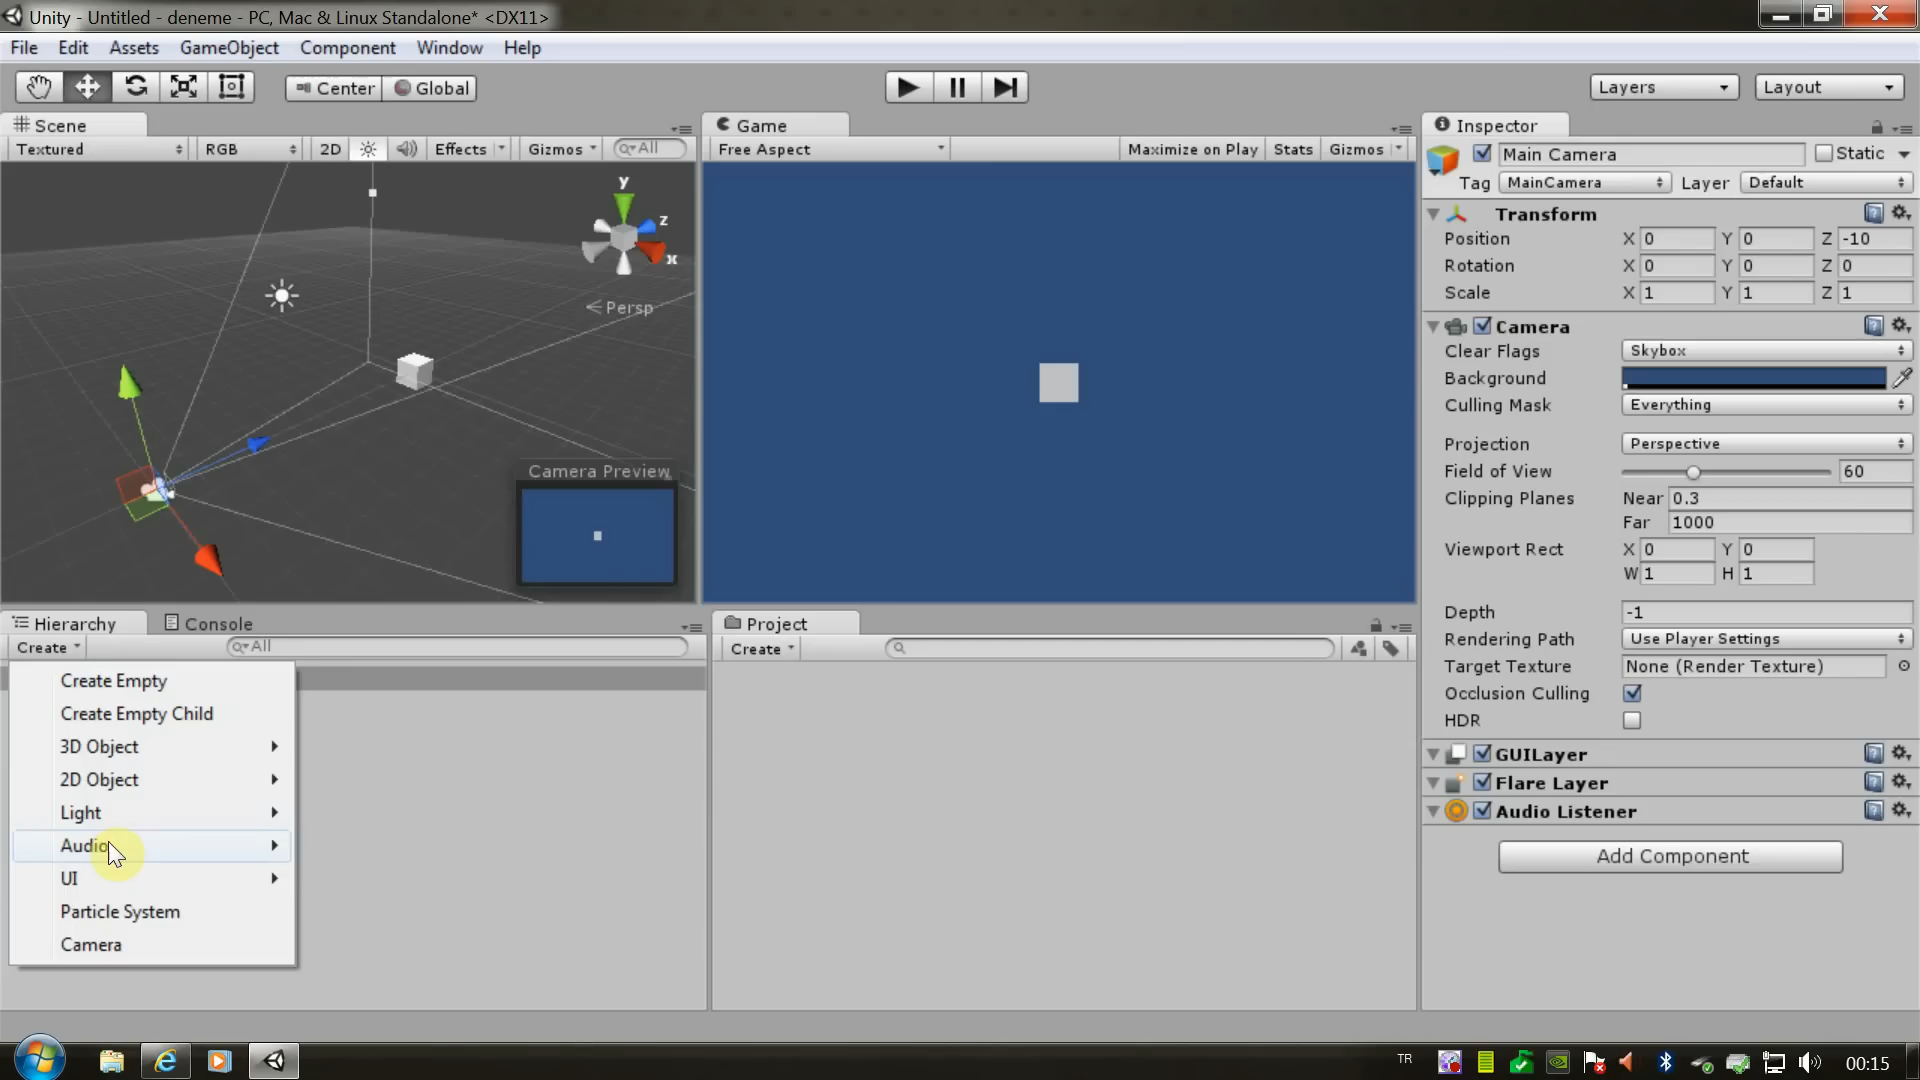 Unity - Untitled - deneme - PC, Mac & Linux Standalone* <DX11>
File Edit Assets GameObject Component Window Help
Center Global Layers Layout
Scene
Textured RGB 2D Effects Gizmos All
y
z
x
Persp
Camera Preview
Game
Free Aspect Maximize on Play Stats Gizmos
Hierarchy Console
Create All
Create Empty
Create Empty Child
3D Object
2D Object
Light
Audio
UI
Particle System
Camera
Project
Create
Inspector
Main Camera Static
Tag MainCamera Layer Default
Transform
Position X 0 Y 0 Z -10
Rotation X 0 Y 0 Z 0
Scale X 1 Y 1 Z 1
Camera
Clear Flags Skybox
Background
Culling Mask Everything
Projection Perspective
Field of View 60
Clipping Planes Near 0.3
Far 1000
Viewport Rect X 0 Y 0
W 1 H 1
Depth -1
Rendering Path Use Player Settings
Target Texture None (Render Texture)
Occlusion Culling
HDR
GUILayer
Flare Layer
Audio Listener
Add Component
TR 00:15